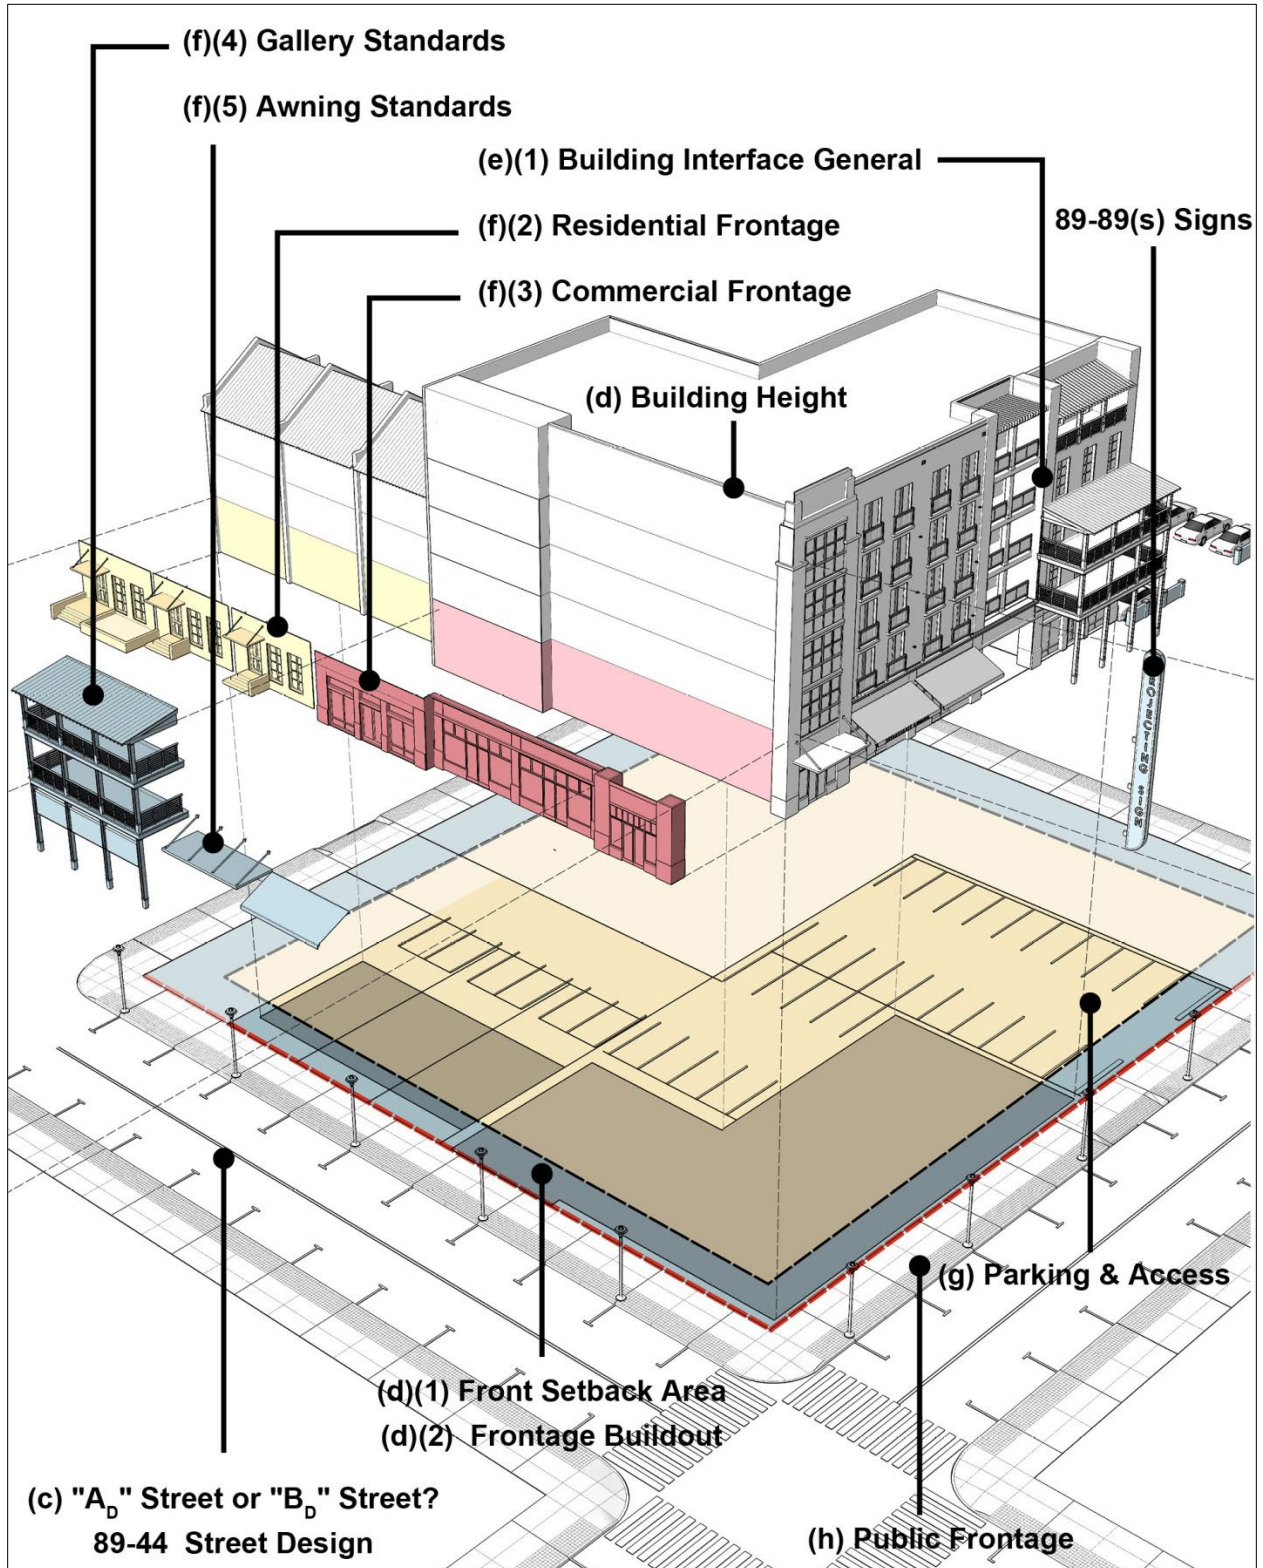 (f)(4) Gallery Standards
(f)(5) Awning Standards
(e)(1) Building Interface General
89-89(s) Signs
(f)(2) Residential Frontage
(f)(3) Commercial Frontage
(d) Building Height
PROJECTING SIGN
(g) Parking & Access
(d)(1) Front Setback Area
(d)(2) Frontage Buildout
(c) "A_D" Street or "B_D" Street?
89-44 Street Design
(h) Public Frontage